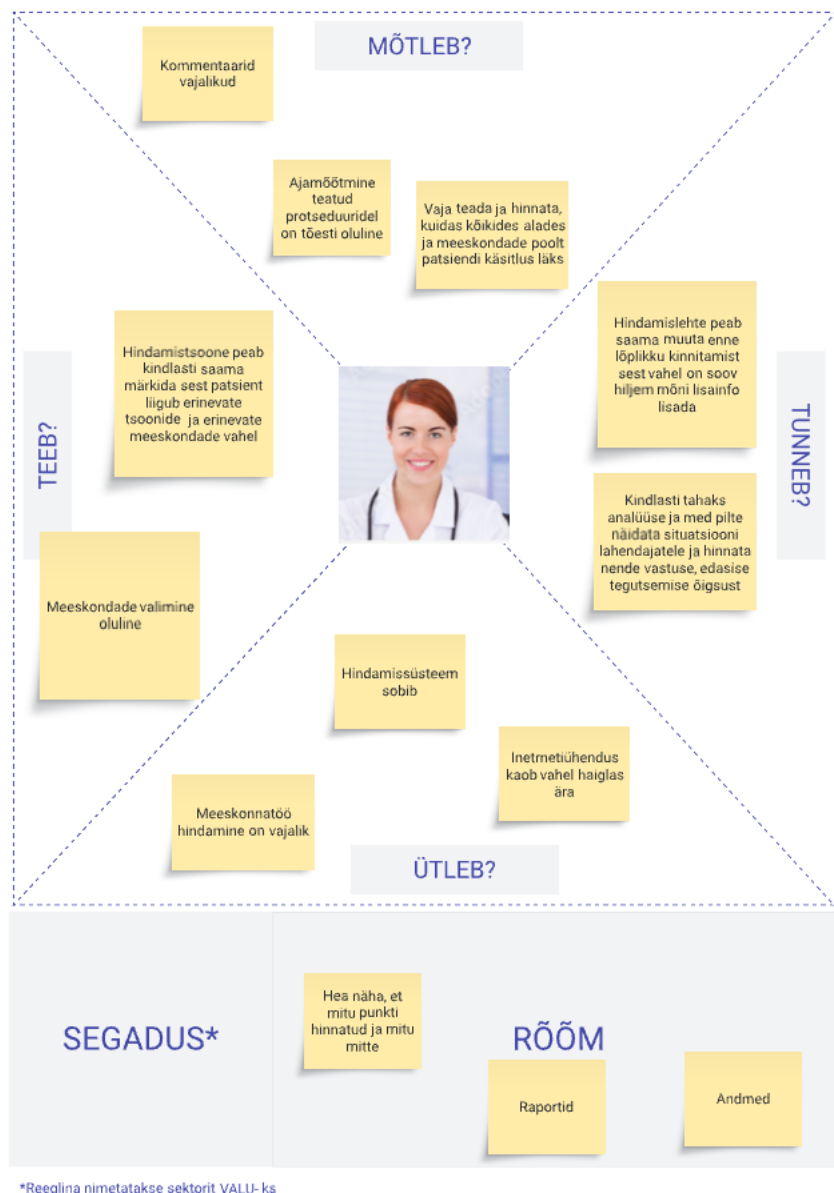 MÕTLEB?
Kommentaarid
vajalikud
Ajamõõtmine
teatud
protseduuridel
on tõesti oluline
Vaja teada ja hinnata,
kuidas kõikides alades
ja meeskondade poolt
patsiendi käsitlus läks
TEEB?
Hindamistsoone peab
kindlasti saama
märkida sest patsient
liigub erinevate
tsoonide ja erinevate
meeskondade vahel
Meeskondade valimine
oluline
TUNNEB?
Hindamislehte peab
saama muuta enne
lõplikku kinnitamist
sest vahel on soov
hiljem mõni lisainfo
lisada
Kindlasti tahaks
analüüse ja med pilte
näidata situatsiooni
lahendajatele ja hinnata
nende vastuse, edasise
tegutsemise õigsust
Hindamissüsteem
sobib
Inetrnetiühendus
kaob vahel haiglas
ära
Meeskonnatöö
hindamine on vajalik
ÜTLEB?
SEGADUS*
RÕÕM
Hea näha, et
mitu punkti
hinnatud ja mitu
mitte
Raportid
Andmed
*Reeglina nimetatakse sektorit VALU- ks